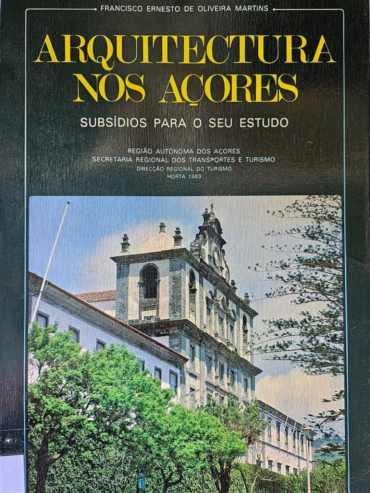 FRANCISCO ERNESTO DE OLIVEIRA MARTINS
ARQUITECTURA
NOS AÇORES
SUBSÍDIOS PARA O SEU ESTUDO
REGIÃO AUTÓNOMA DOS AÇORES
SECRETARIA REGIONAL DOS TRANSPORTES E TURISMO
DIRECÇÃO REGIONAL DO TURISMO
HORTA 1983